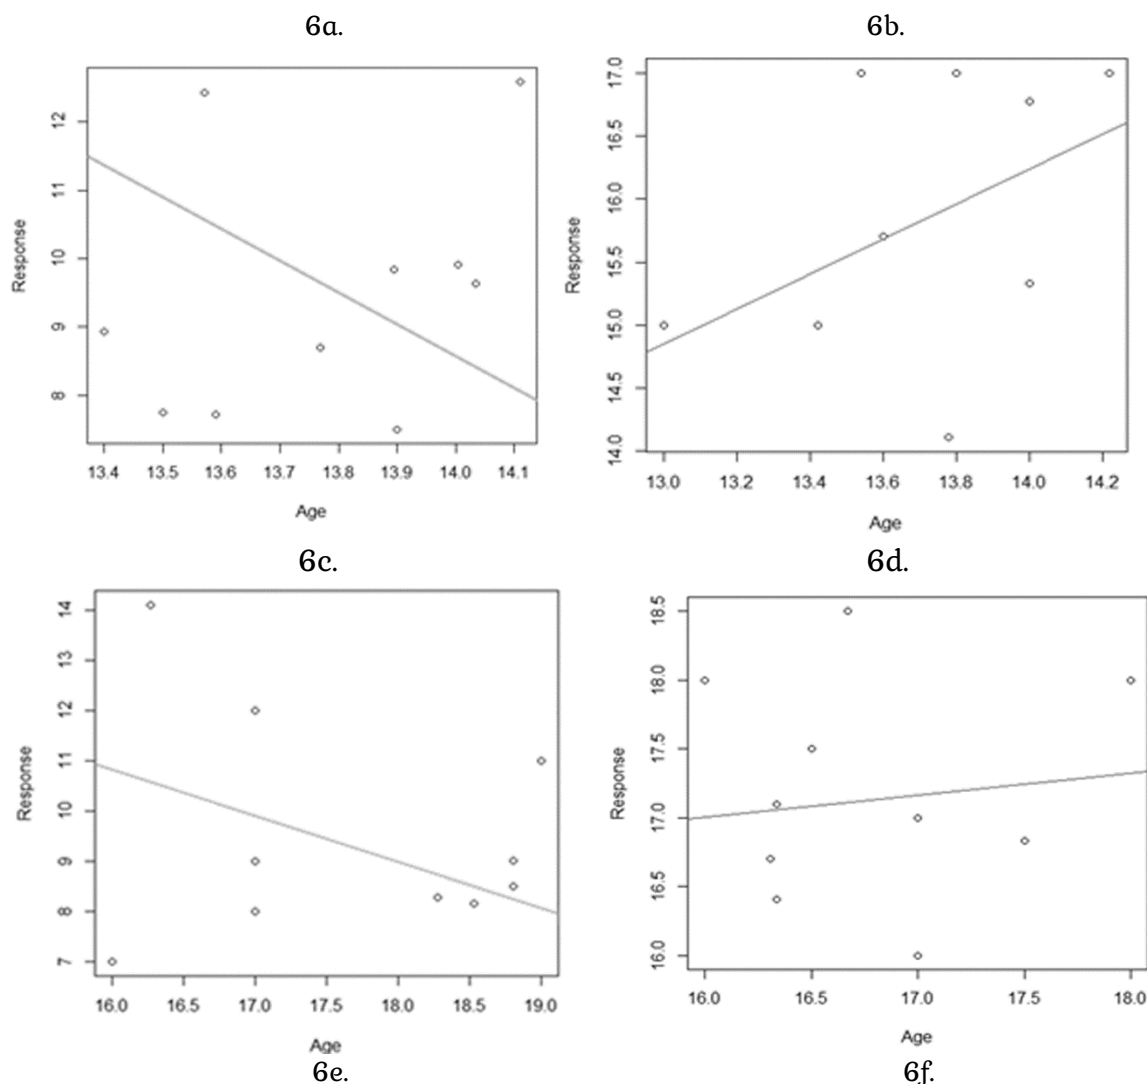 6a.
12
11
10
9
8
Response
13.4 13.5 13.6 13.7 13.8 13.9 14.0 14.1
Age
6b.
17.0
16.5
16.0
15.5
15.0
14.5
14.0
Response
13.0 13.2 13.4 13.6 13.8 14.0 14.2
Age
6c.
14
13
12
11
10
9
8
7
Response
16.0 16.5 17.0 17.5 18.0 18.5 19.0
Age
6d.
18.5
18.0
17.5
17.0
16.5
16.0
Response
16.0 16.5 17.0 17.5 18.0
Age
6e.
6f.